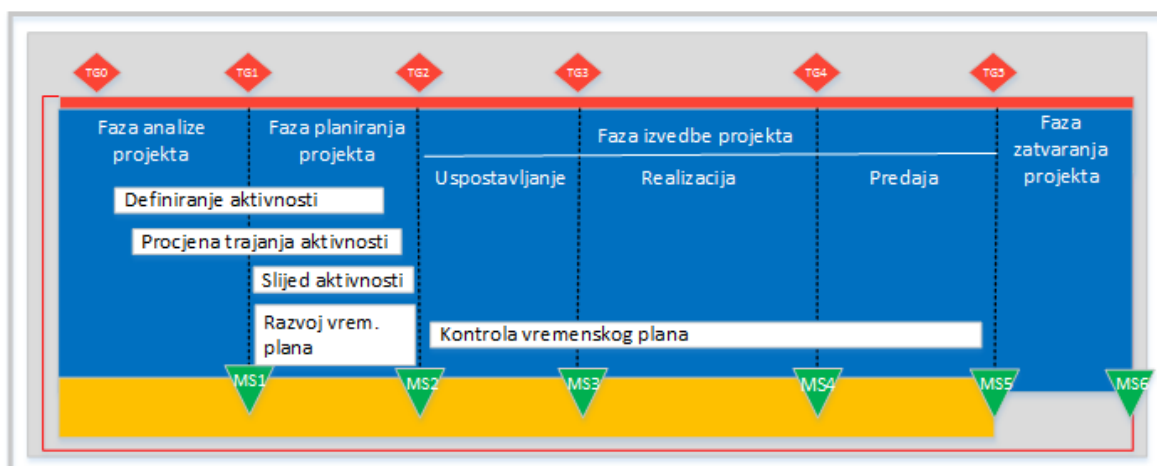 TG0 TG1 TG2 TG3 TG4 TG5
Faza analize
projekta
Faza planiranja
projekta
Faza izvedbe projekta
Uspostavljanje
Realizacija
Predaja
Faza
zatvaranja
projekta
Definiranje aktivnosti
Procjena trajanja aktivnosti
Slijed aktivnosti
Razvoj vrem.
plana
Kontrola vremenskog plana
MS1 MS2 MS3 MS4 MS5 MS6